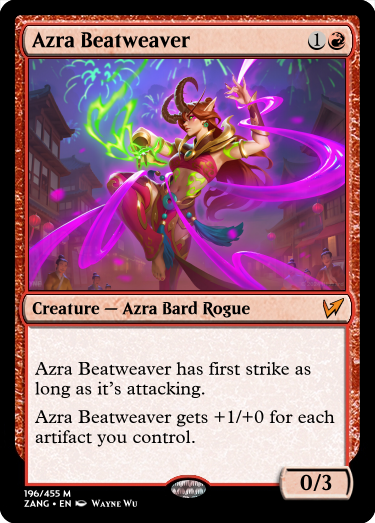 Azra Beatweaver 1
Creature — Azra Bard Rogue
Azra Beatweaver has first strike as
long as it's attacking.
Azra Beatweaver gets +1/+0 for each
artifact you control.
0/3
196/455 M
ZANG • EN Wayne Wu